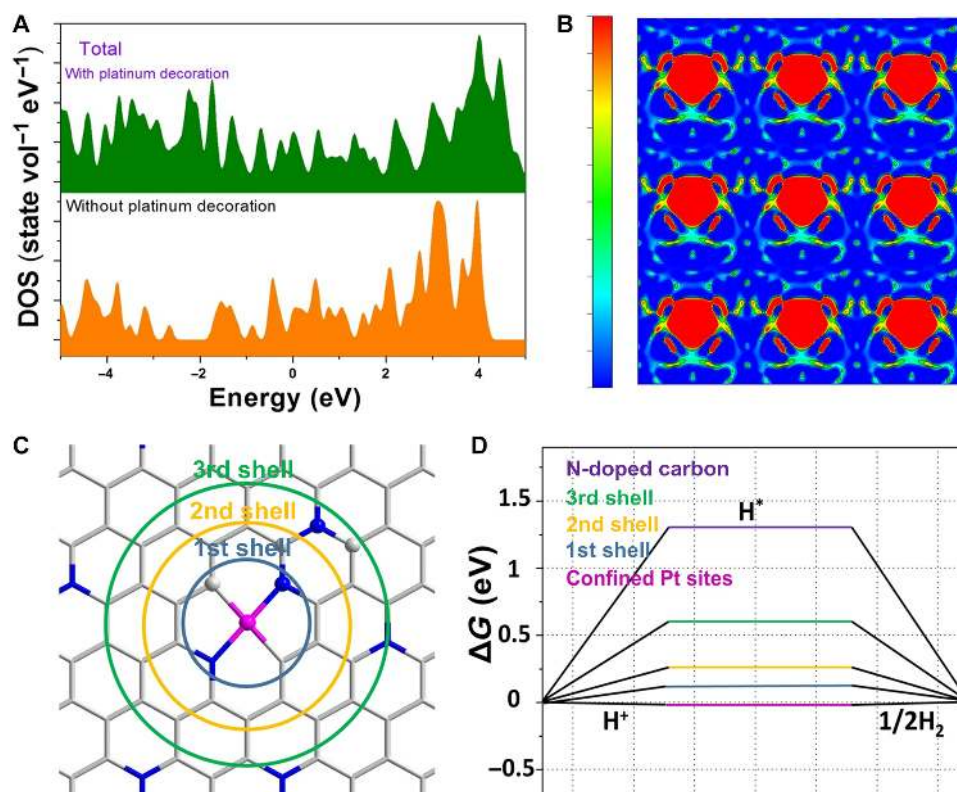 A
Total
With platinum decoration
Without platinum decoration
DOS (state vol⁻¹ eV⁻¹)
−4
−2
0
2
4
Energy (eV)
B
C
3rd shell
2nd shell
1st shell
D
N-doped carbon
3rd shell
2nd shell
1st shell
Confined Pt sites
H*
H⁺
1/2H₂
1.5
1
0.5
0
−0.5
ΔG (eV)